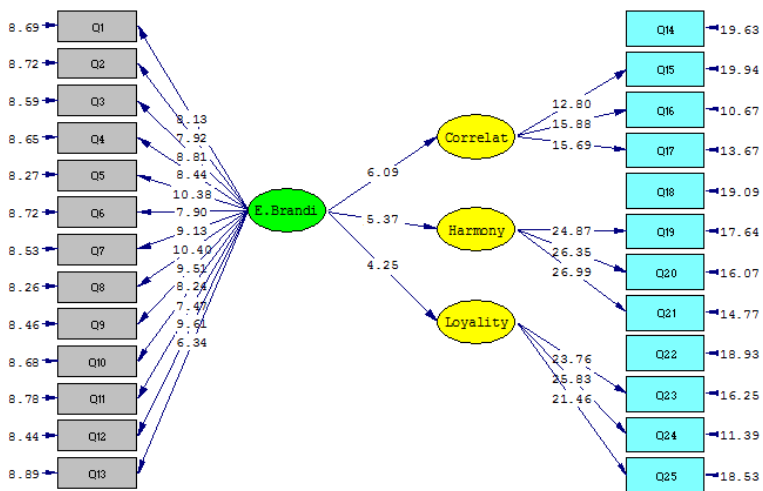 8.69 Q1
8.72 Q2
8.59 Q3
8.65 Q4
8.27 Q5
8.72 Q6
8.53 Q7
8.26 Q8
8.46 Q9
8.68 Q10
8.78 Q11
8.44 Q12
8.89 Q13
8.13
7.92
8.81
8.44
10.38
7.90
9.13
10.40
9.51
8.24
7.47
9.61
6.34
E.Brandi
6.09
5.37
4.25
Correlat
Harmony
Loyality
12.80
15.88
15.69
24.87
26.35
26.99
23.76
25.83
21.46
Q14 19.63
Q15 19.94
Q16 10.67
Q17 13.67
Q18 19.09
Q19 17.64
Q20 16.07
Q21 14.77
Q22 18.93
Q23 16.25
Q24 11.39
Q25 18.53